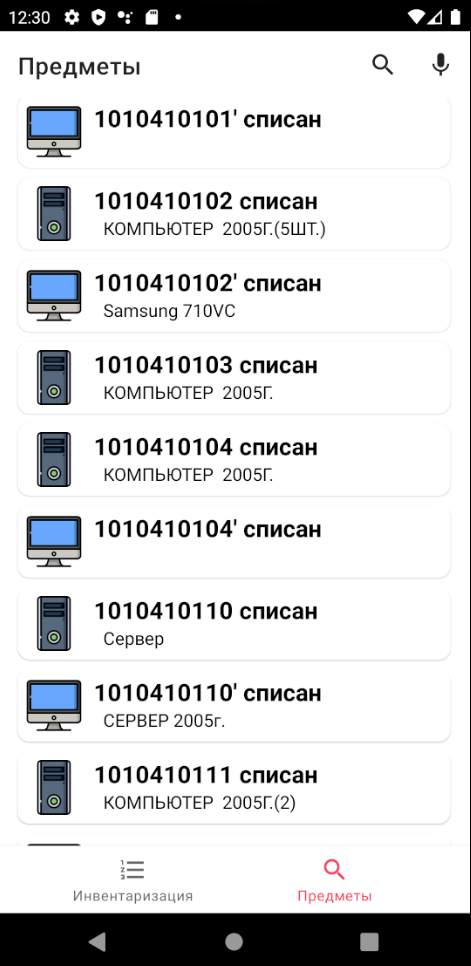 12:30
Предметы
1010410101' списан
1010410102 списан
КОМПЬЮТЕР  2005Г.(5ШТ.)
1010410102' списан
Samsung 710VC
1010410103 списан
КОМПЬЮТЕР  2005Г.
1010410104 списан
КОМПЬЮТЕР  2005Г.
1010410104' списан
1010410110 списан
Сервер
1010410110' списан
СЕРВЕР 2005г.
1010410111 списан
КОМПЬЮТЕР  2005Г.(2)
Инвентаризация
Предметы